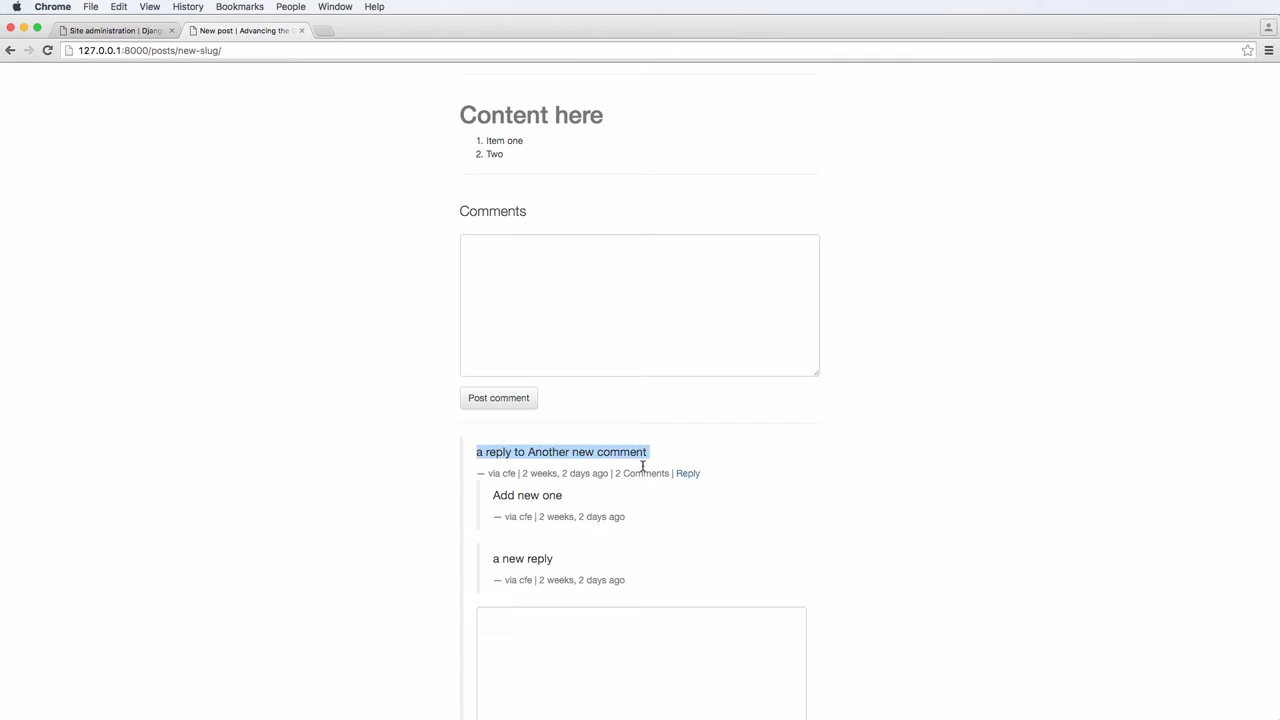 Chrome File Edit View History Bookmarks People Window Help
Site administration | Djang
New post | Advancing the
127.0.0.1:8000/posts/new-slug/
Content here
1. Item one
2. Two
Comments
Post comment
a reply to Another new comment
— via cfe | 2 weeks, 2 days ago | 2 Comments | Reply
Add new one
— via cfe | 2 weeks, 2 days ago
a new reply
— via cfe | 2 weeks, 2 days ago